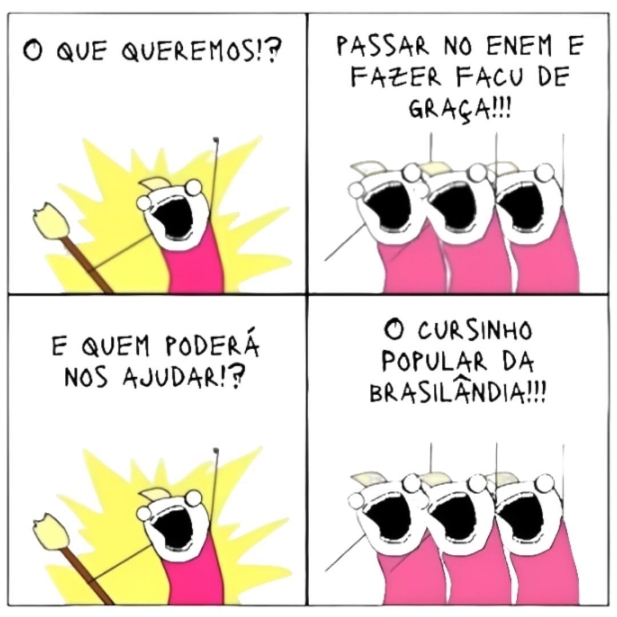 O QUE QUEREMOS!?
PASSAR NO ENEM E
FAZER FACU DE
GRAÇA!!!
E QUEM PODERÁ
NOS AJUDAR!?
O CURSINHO
POPULAR DA
BRASILÂNDIA!!!